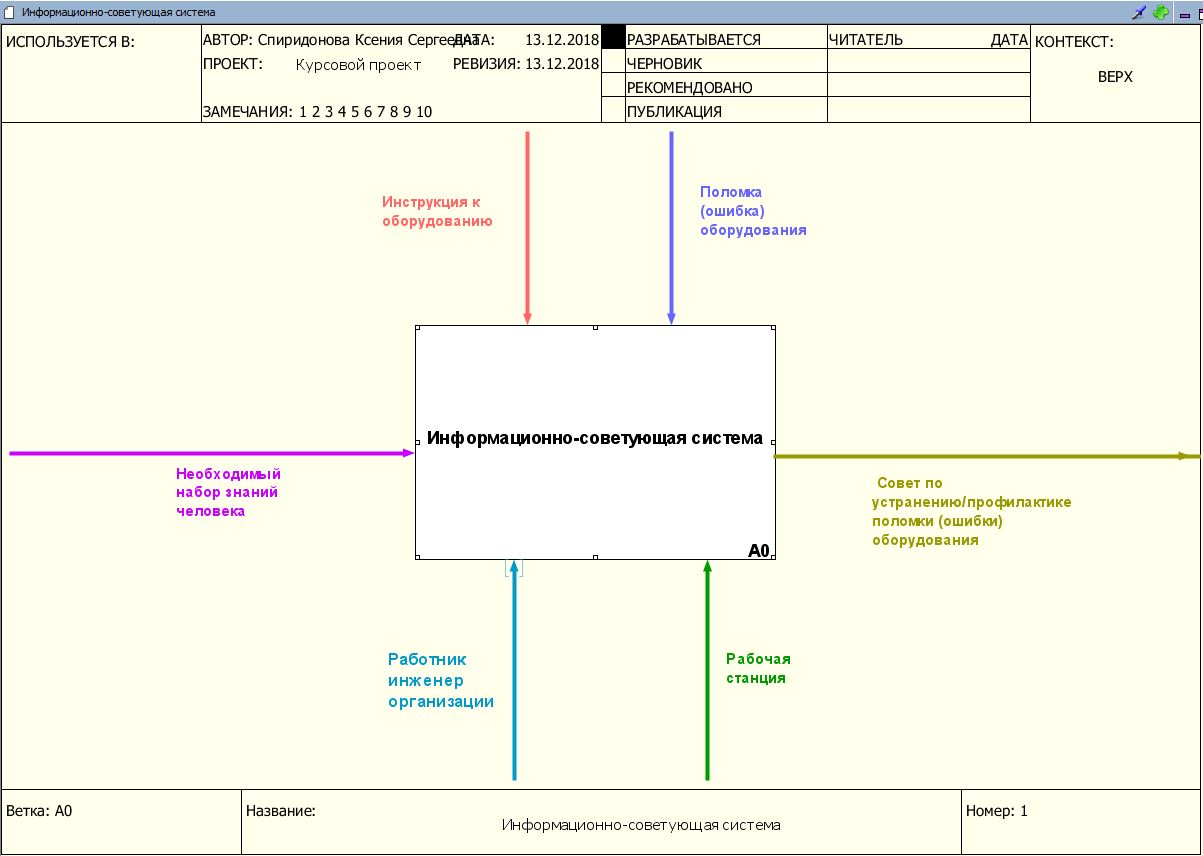 Информационно-советующая система
ИСПОЛЬЗУЕТСЯ В:
АВТОР: Спиридонова Ксения Сергеевна
ДАТА: 13.12.2018
ПРОЕКТ: Курсовой проект
РЕВИЗИЯ: 13.12.2018
ЗАМЕЧАНИЯ: 1 2 3 4 5 6 7 8 9 10
РАЗРАБАТЫВАЕТСЯ
ЧЕРНОВИК
РЕКОМЕНДОВАНО
ПУБЛИКАЦИЯ
ЧИТАТЕЛЬ
ДАТА
КОНТЕКСТ:
ВЕРХ
Инструкция к
оборудованию
Поломка
(ошибка)
оборудования
Информационно-советующая система
A0
Необходимый
набор знаний
человека
Совет по
устранению/профилактике
поломки (ошибки)
оборудования
Работник
инженер
организации
Рабочая
станция
Ветка: A0
Название:
Информационно-советующая система
Номер: 1